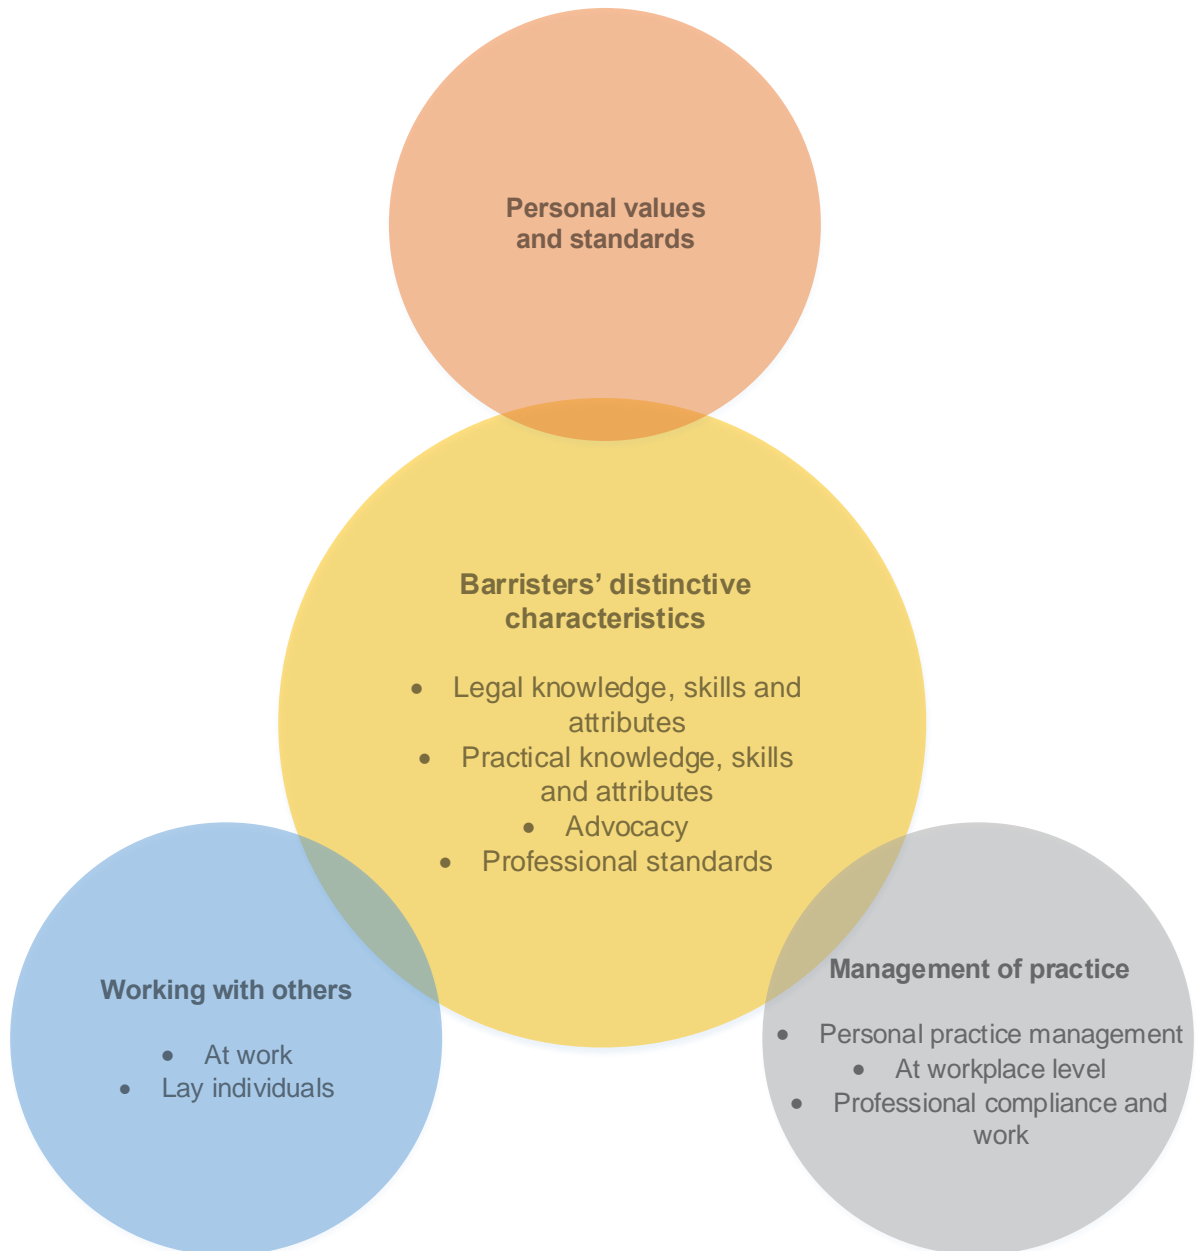 Personal values
and standards
Barristers’ distinctive
characteristics
• Legal knowledge, skills and
attributes
• Practical knowledge, skills
and attributes
• Advocacy
• Professional standards
Working with others
• At work
• Lay individuals
Management of practice
• Personal practice management
• At workplace level
• Professional compliance and
work